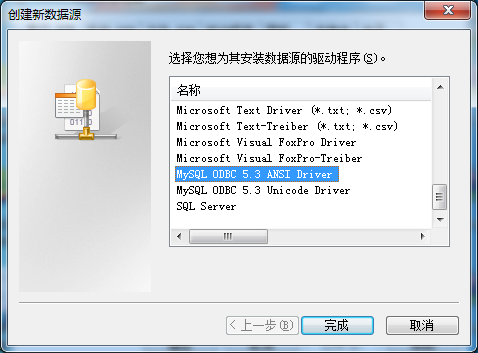 创建新数据源
选择您想为其安装数据源的驱动程序(S)。
名称
Microsoft Text Driver (*.txt; *.csv)
Microsoft Text-Treiber (*.txt; *.csv)
Microsoft Visual FoxPro Driver
Microsoft Visual FoxPro-Treiber
MySQL ODBC 5.3 ANSI Driver
MySQL ODBC 5.3 Unicode Driver
SQL Server
< 上一步(B)
完成
取消